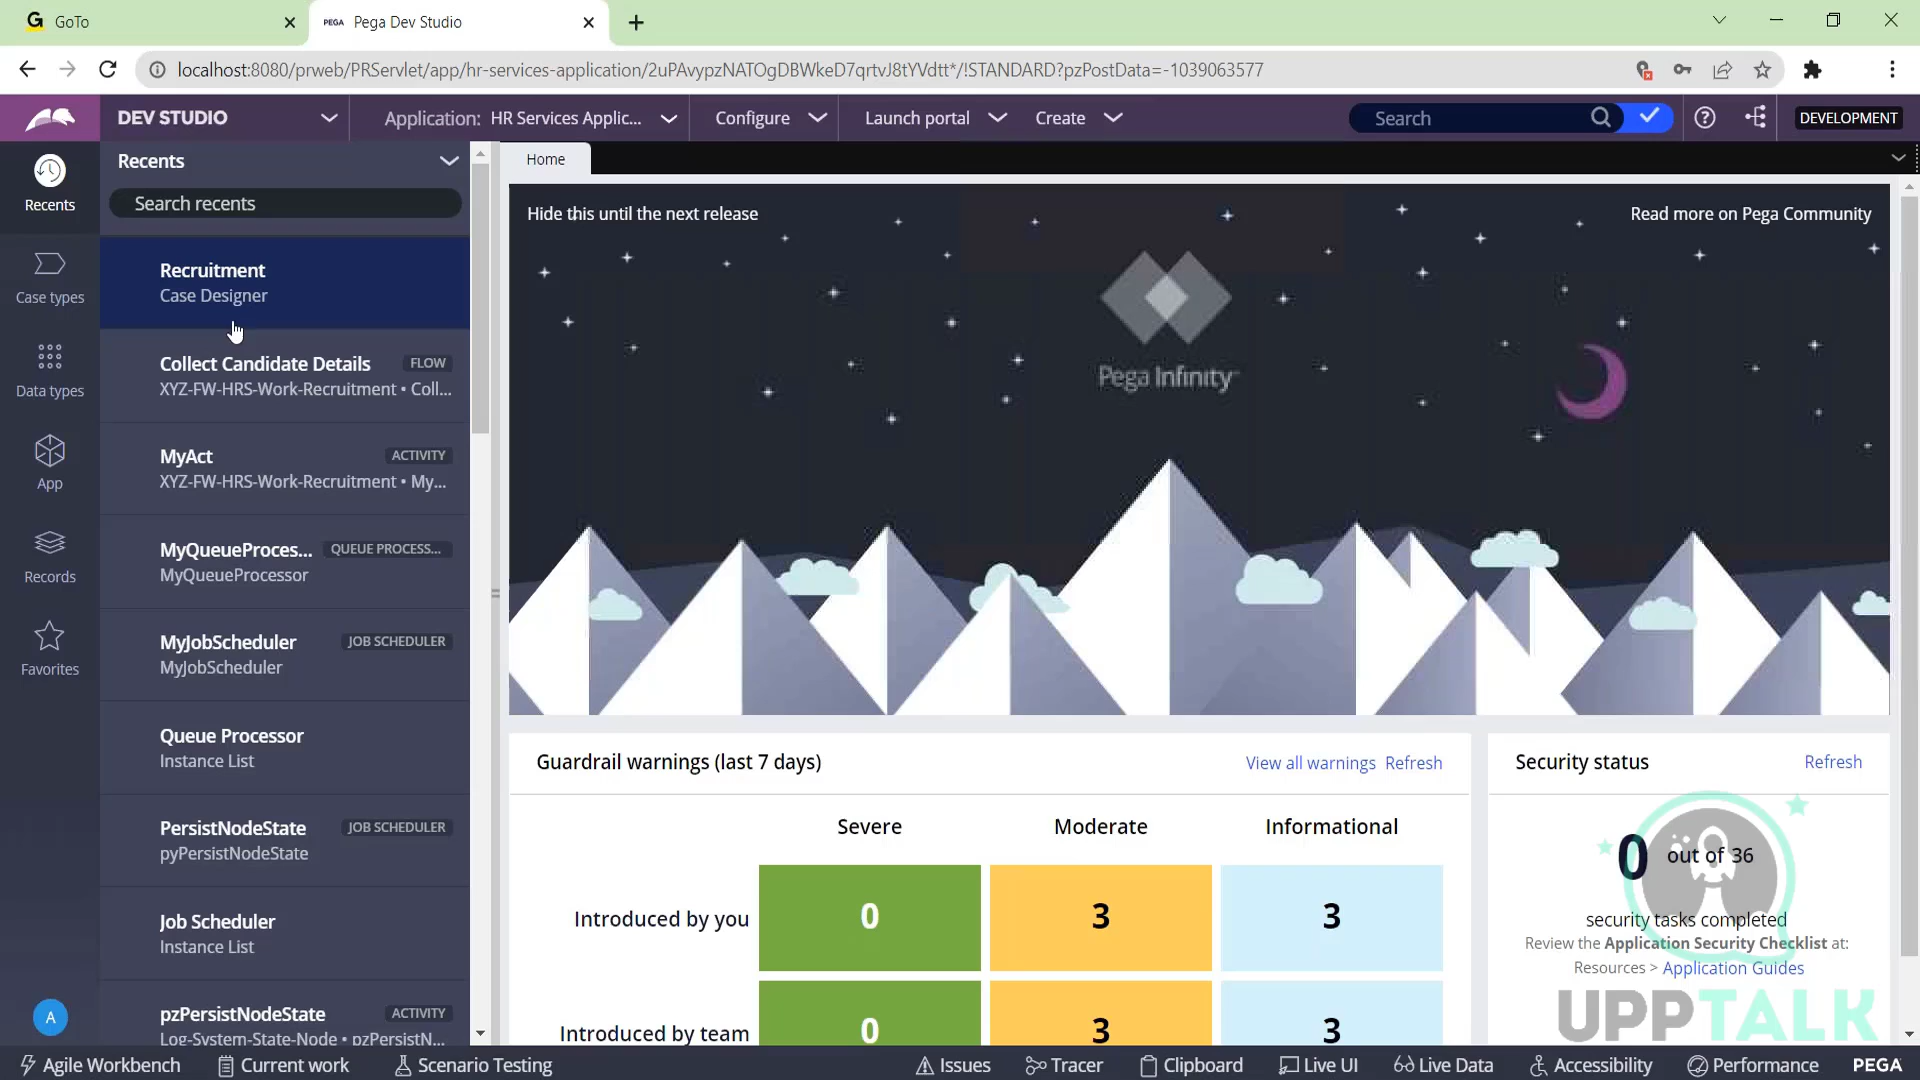 GoTo
PEGA Pega Dev Studio
localhost:8080/prweb/PRServlet/app/hr-services-application/2uPAvypzNATOgDBWkeD7qrtvJ8tYVdtt*/!STANDARD?pzPostData=-1039063577
DEV STUDIO
Application: HR Services Applic...
Configure
Launch portal
Create
Search
DEVELOPMENT
Recents
Case types
Data types
App
Records
Favorites
A
Recents
Search recents
Recruitment
Case Designer
Collect Candidate Details FLOW
XYZ-FW-HRS-Work-Recruitment • Coll...
MyAct ACTIVITY
XYZ-FW-HRS-Work-Recruitment • My...
MyQueueProces... QUEUE PROCESS...
MyQueueProcessor
MyJobScheduler JOB SCHEDULER
MyJobScheduler
Queue Processor
Instance List
PersistNodeState JOB SCHEDULER
pyPersistNodeState
Job Scheduler
Instance List
pzPersistNodeState ACTIVITY
Log-System-State-Node • pzPersistN...
Home
Hide this until the next release
Read more on Pega Community
Pega Infinity
Guardrail warnings (last 7 days)
View all warnings Refresh
Severe Moderate Informational
Introduced by you 0 3 3
Introduced by team 0 3 3
Security status
Refresh
0 out of 36
security tasks completed
Review the Application Security Checklist at:
Resources > Application Guides
UPPTALK
Agile Workbench
Current work
Scenario Testing
Issues
Tracer
Clipboard
Live UI
Live Data
Accessibility
Performance
PEGA